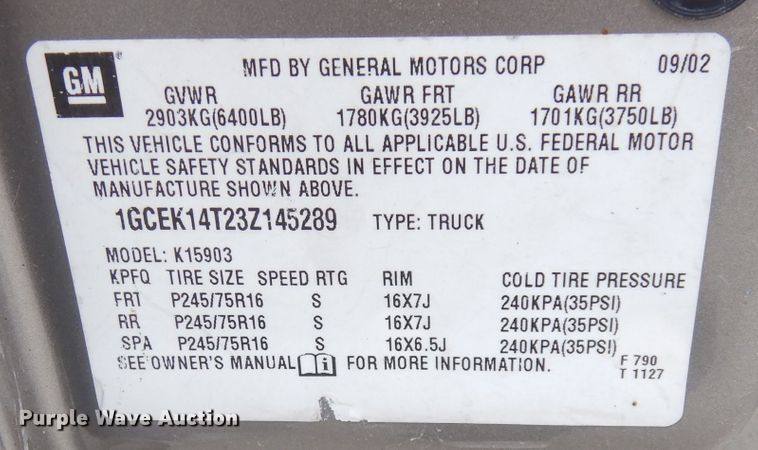 GM
MFD BY GENERAL MOTORS CORP 09/02
GVWR GAWR FRT GAWR RR
2903KG(6400LB) 1780KG(3925LB) 1701KG(3750LB)
THIS VEHICLE CONFORMS TO ALL APPLICABLE U.S. FEDERAL MOTOR
VEHICLE SAFETY STANDARDS IN EFFECT ON THE DATE OF
MANUFACTURE SHOWN ABOVE.
1GCEK14T23Z145289 TYPE: TRUCK
MODEL: K15903
KPFQ TIRE SIZE SPEED RTG RIM COLD TIRE PRESSURE
FRT P245/75R16 S 16X7J 240KPA(35PSI)
RR P245/75R16 S 16X7J 240KPA(35PSI)
SPA P245/75R16 S 16X6.5J 240KPA(35PSI)
SEE OWNER'S MANUAL i FOR MORE INFORMATION. F 790
T 1127
Purple Wave Auction